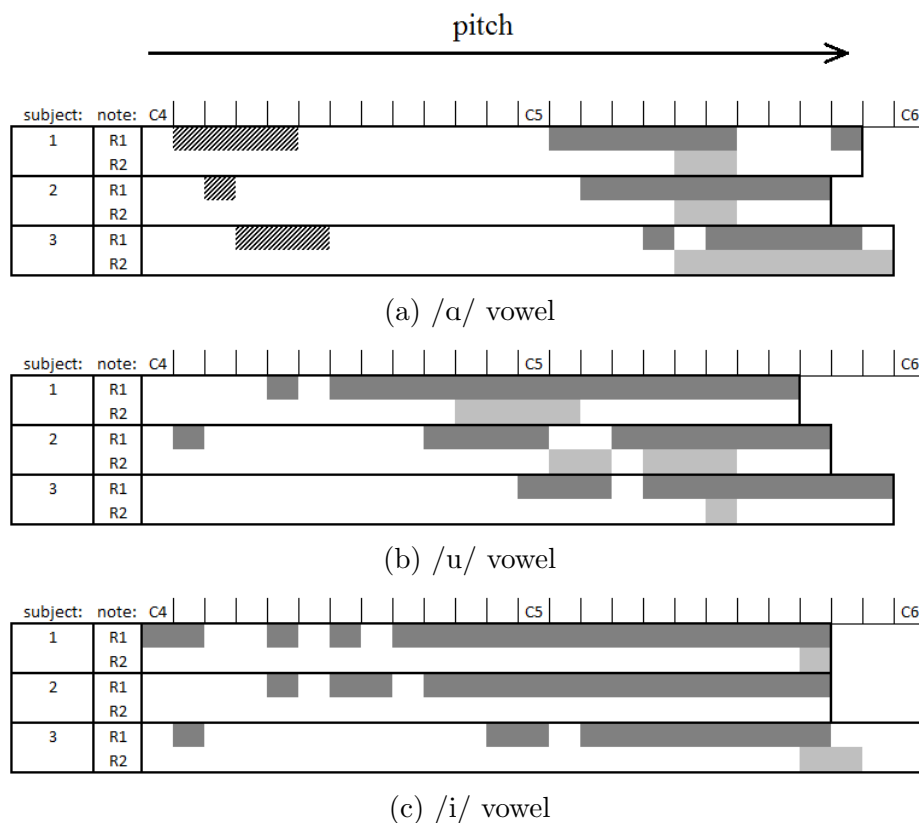 pitch
subject: note: C4 C5 C6
1 R1
R2
2 R1
R2
3 R1
R2
(a) /ɑ/ vowel
subject: note: C4 C5 C6
1 R1
R2
2 R1
R2
3 R1
R2
(b) /u/ vowel
subject: note: C4 C5 C6
1 R1
R2
2 R1
R2
3 R1
R2
(c) /i/ vowel